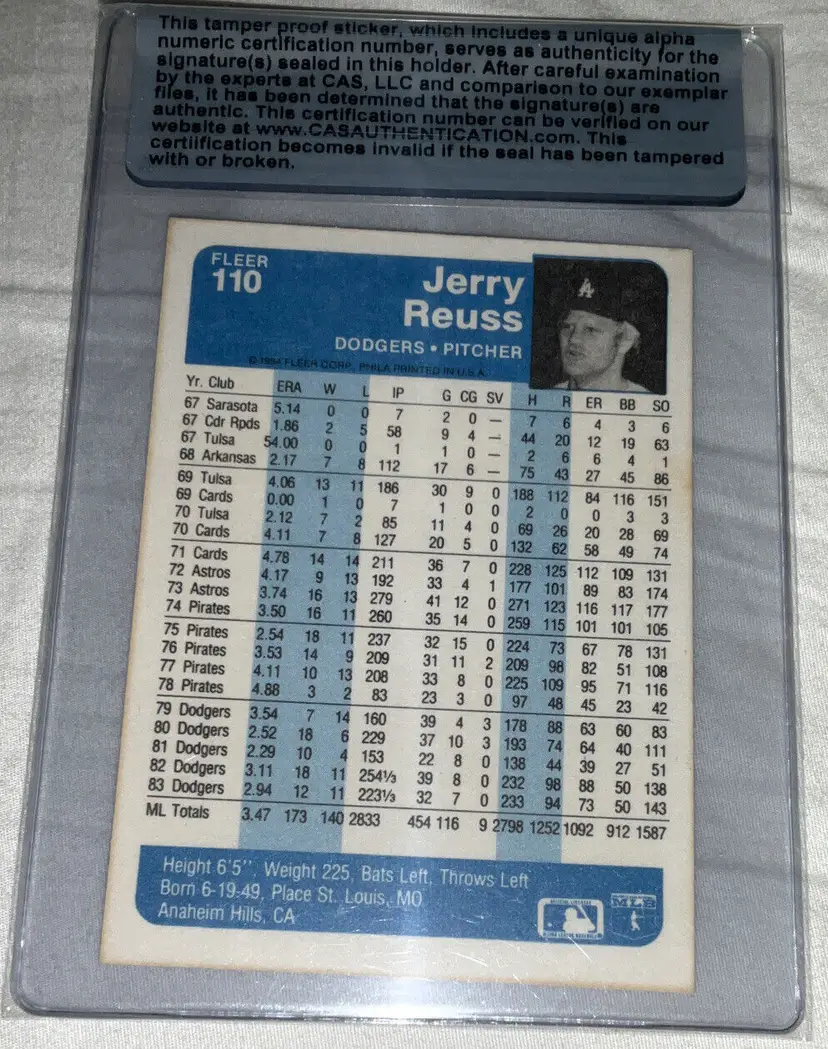 This tamper proof sticker, which includes a unique alpha
numeric certification number, serves as authenticity for the
signature(s) sealed in this holder. After careful examination
by the experts at CAS, LLC and comparison to our exemplar
files, it has been determined that the signature(s) are
authentic. This certification number can be verified on our
website at www.CASAUTHENTICATION.com. This
certiification becomes invalid if the seal has been tampered
with or broken.
FLEER
110
Jerry
Reuss
DODGERS • PITCHER
A
© 1984 FLEER CORP. PHILA PRINTED IN U.S.A.
Yr. Club ERA W L IP G CG SV H R ER BB SO
67 Sarasota 5.14 0 0 7 2 0 — 7 6 4 3 6
67 Cdr Rpds 1.86 2 5 58 9 4 — 44 20 12 19 63
67 Tulsa 54.00 0 0 1 1 0 — 2 6 6 4 1
68 Arkansas 2.17 7 8 112 17 6 — 75 43 27 45 86
69 Tulsa 4.06 13 11 186 30 9 0 188 112 84 116 151
69 Cards 0.00 1 0 7 1 0 0 2 0 0 3 3
70 Tulsa 2.12 7 2 85 11 4 0 69 26 20 28 69
70 Cards 4.11 7 8 127 20 5 0 132 62 58 49 74
71 Cards 4.78 14 14 211 36 7 0 228 125 112 109 131
72 Astros 4.17 9 13 192 33 4 1 177 101 89 83 174
73 Astros 3.74 16 13 279 41 12 0 271 123 116 117 177
74 Pirates 3.50 16 11 260 35 14 0 259 115 101 101 105
75 Pirates 2.54 18 11 237 32 15 0 224 73 67 78 131
76 Pirates 3.53 14 9 209 31 11 2 209 98 82 51 108
77 Pirates 4.11 10 13 208 33 8 0 225 109 95 71 116
78 Pirates 4.88 3 2 83 23 3 0 97 48 45 23 42
79 Dodgers 3.54 7 14 160 39 4 3 178 88 63 60 83
80 Dodgers 2.52 18 6 229 37 10 3 193 74 64 40 111
81 Dodgers 2.29 10 4 153 22 8 0 138 44 39 27 51
82 Dodgers 3.11 18 11 254⅓ 39 8 0 232 98 88 50 138
83 Dodgers 2.94 12 11 223⅓ 32 7 0 233 94 73 50 143
ML Totals 3.47 173 140 2833 454 116 9 2798 1252 1092 912 1587
Height 6'5", Weight 225, Bats Left, Throws Left
Born 6-19-49, Place St. Louis, MO
Anaheim Hills, CA